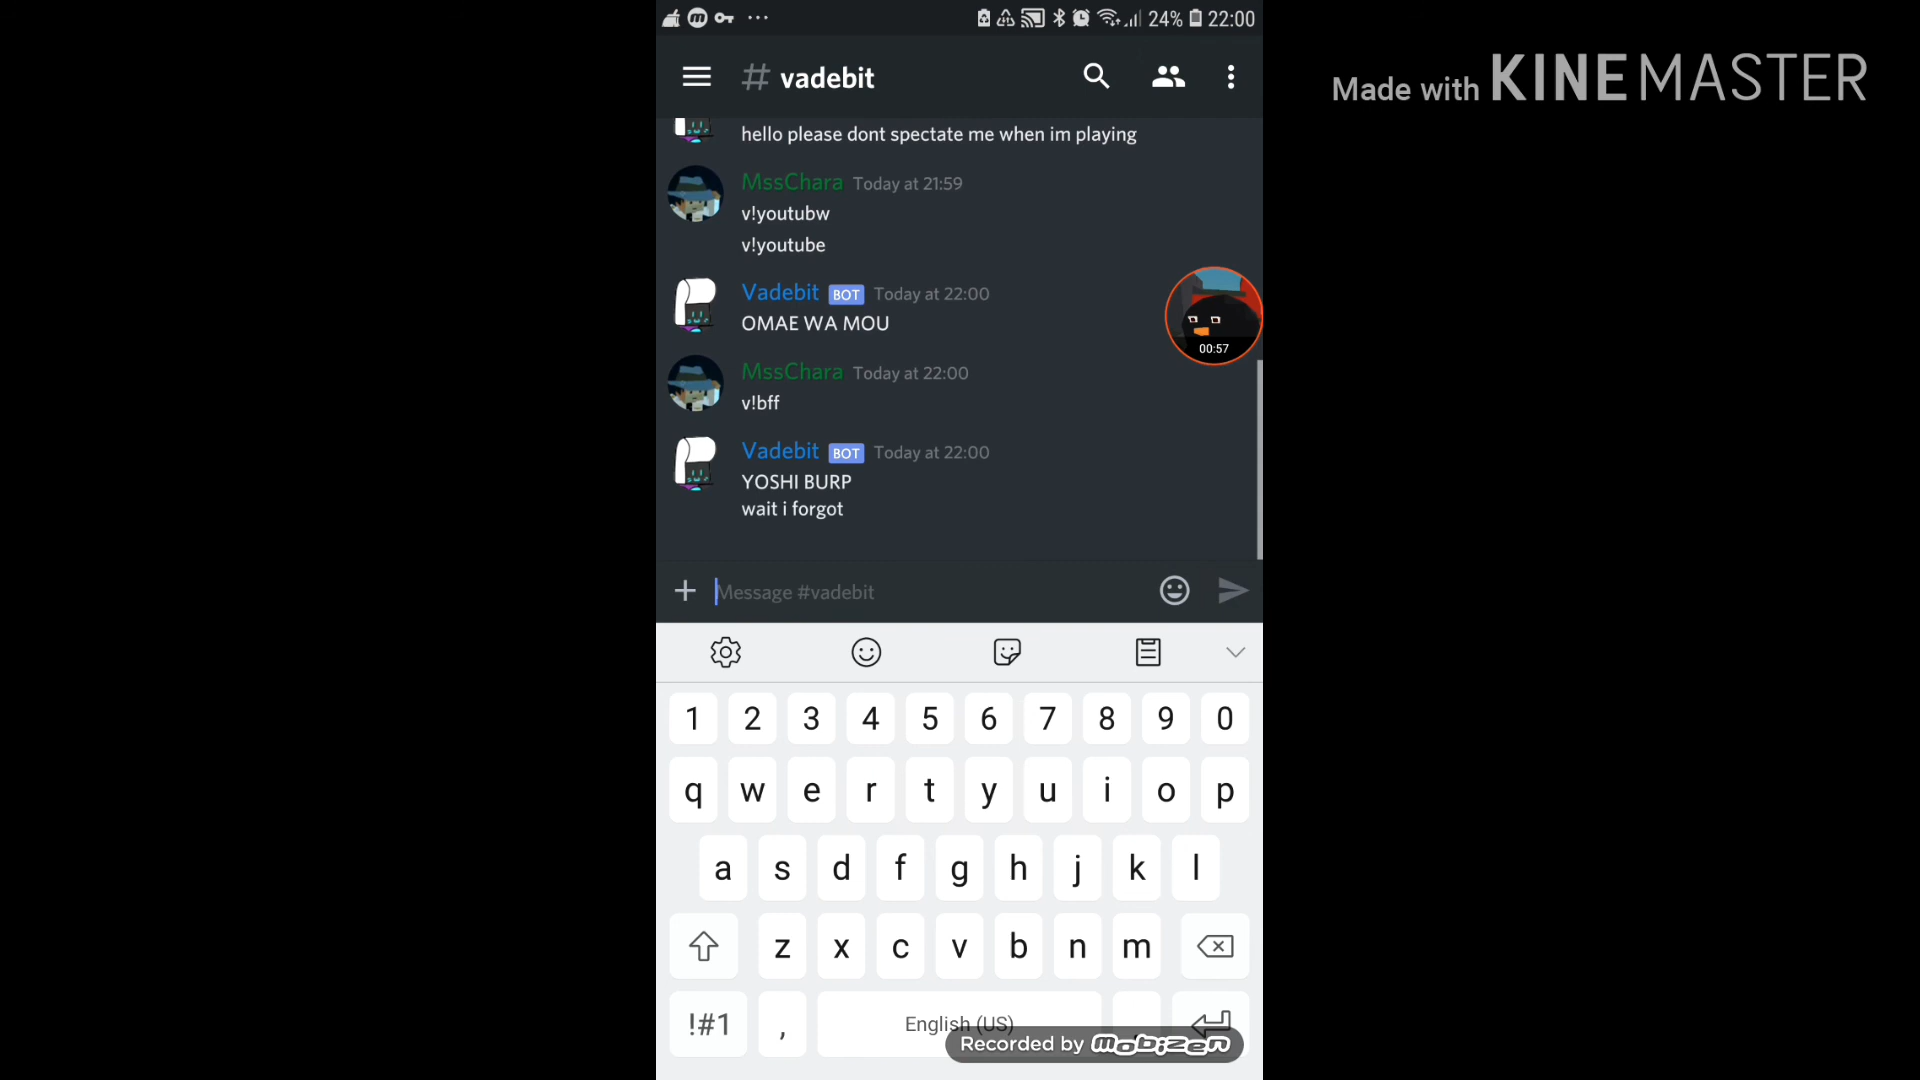 24% 22:00
Made with KINEMASTER
# vadebit
hello please dont spectate me when im playing
MssChara Today at 21:59
v!youtubw
v!youtube
Vadebit BOT Today at 22:00
OMAE WA MOU
00:57
MssChara Today at 22:00
v!bff
Vadebit BOT Today at 22:00
YOSHI BURP
wait i forgot
Message #vadebit
1 2 3 4 5 6 7 8 9 0
q w e r t y u i o p
a s d f g h j k l
z x c v b n m
!#1 , English (US)
Recorded by mobizen